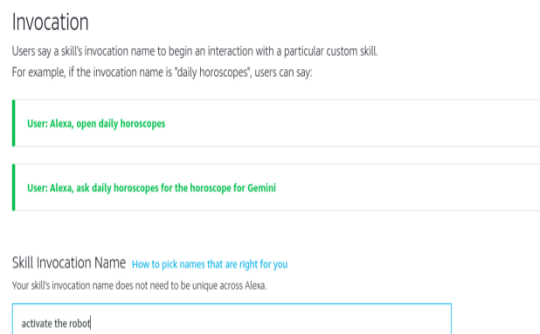 Invocation
Users say a skill's invocation name to begin an interaction with a particular custom skill.
For example, if the invocation name is "daily horoscopes", users can say:
User: Alexa, open daily horoscopes
User: Alexa, ask daily horoscopes for the horoscope for Gemini
Skill Invocation Name How to pick names that are right for you
Your skill's invocation name does not need to be unique across Alexa.
activate the robot